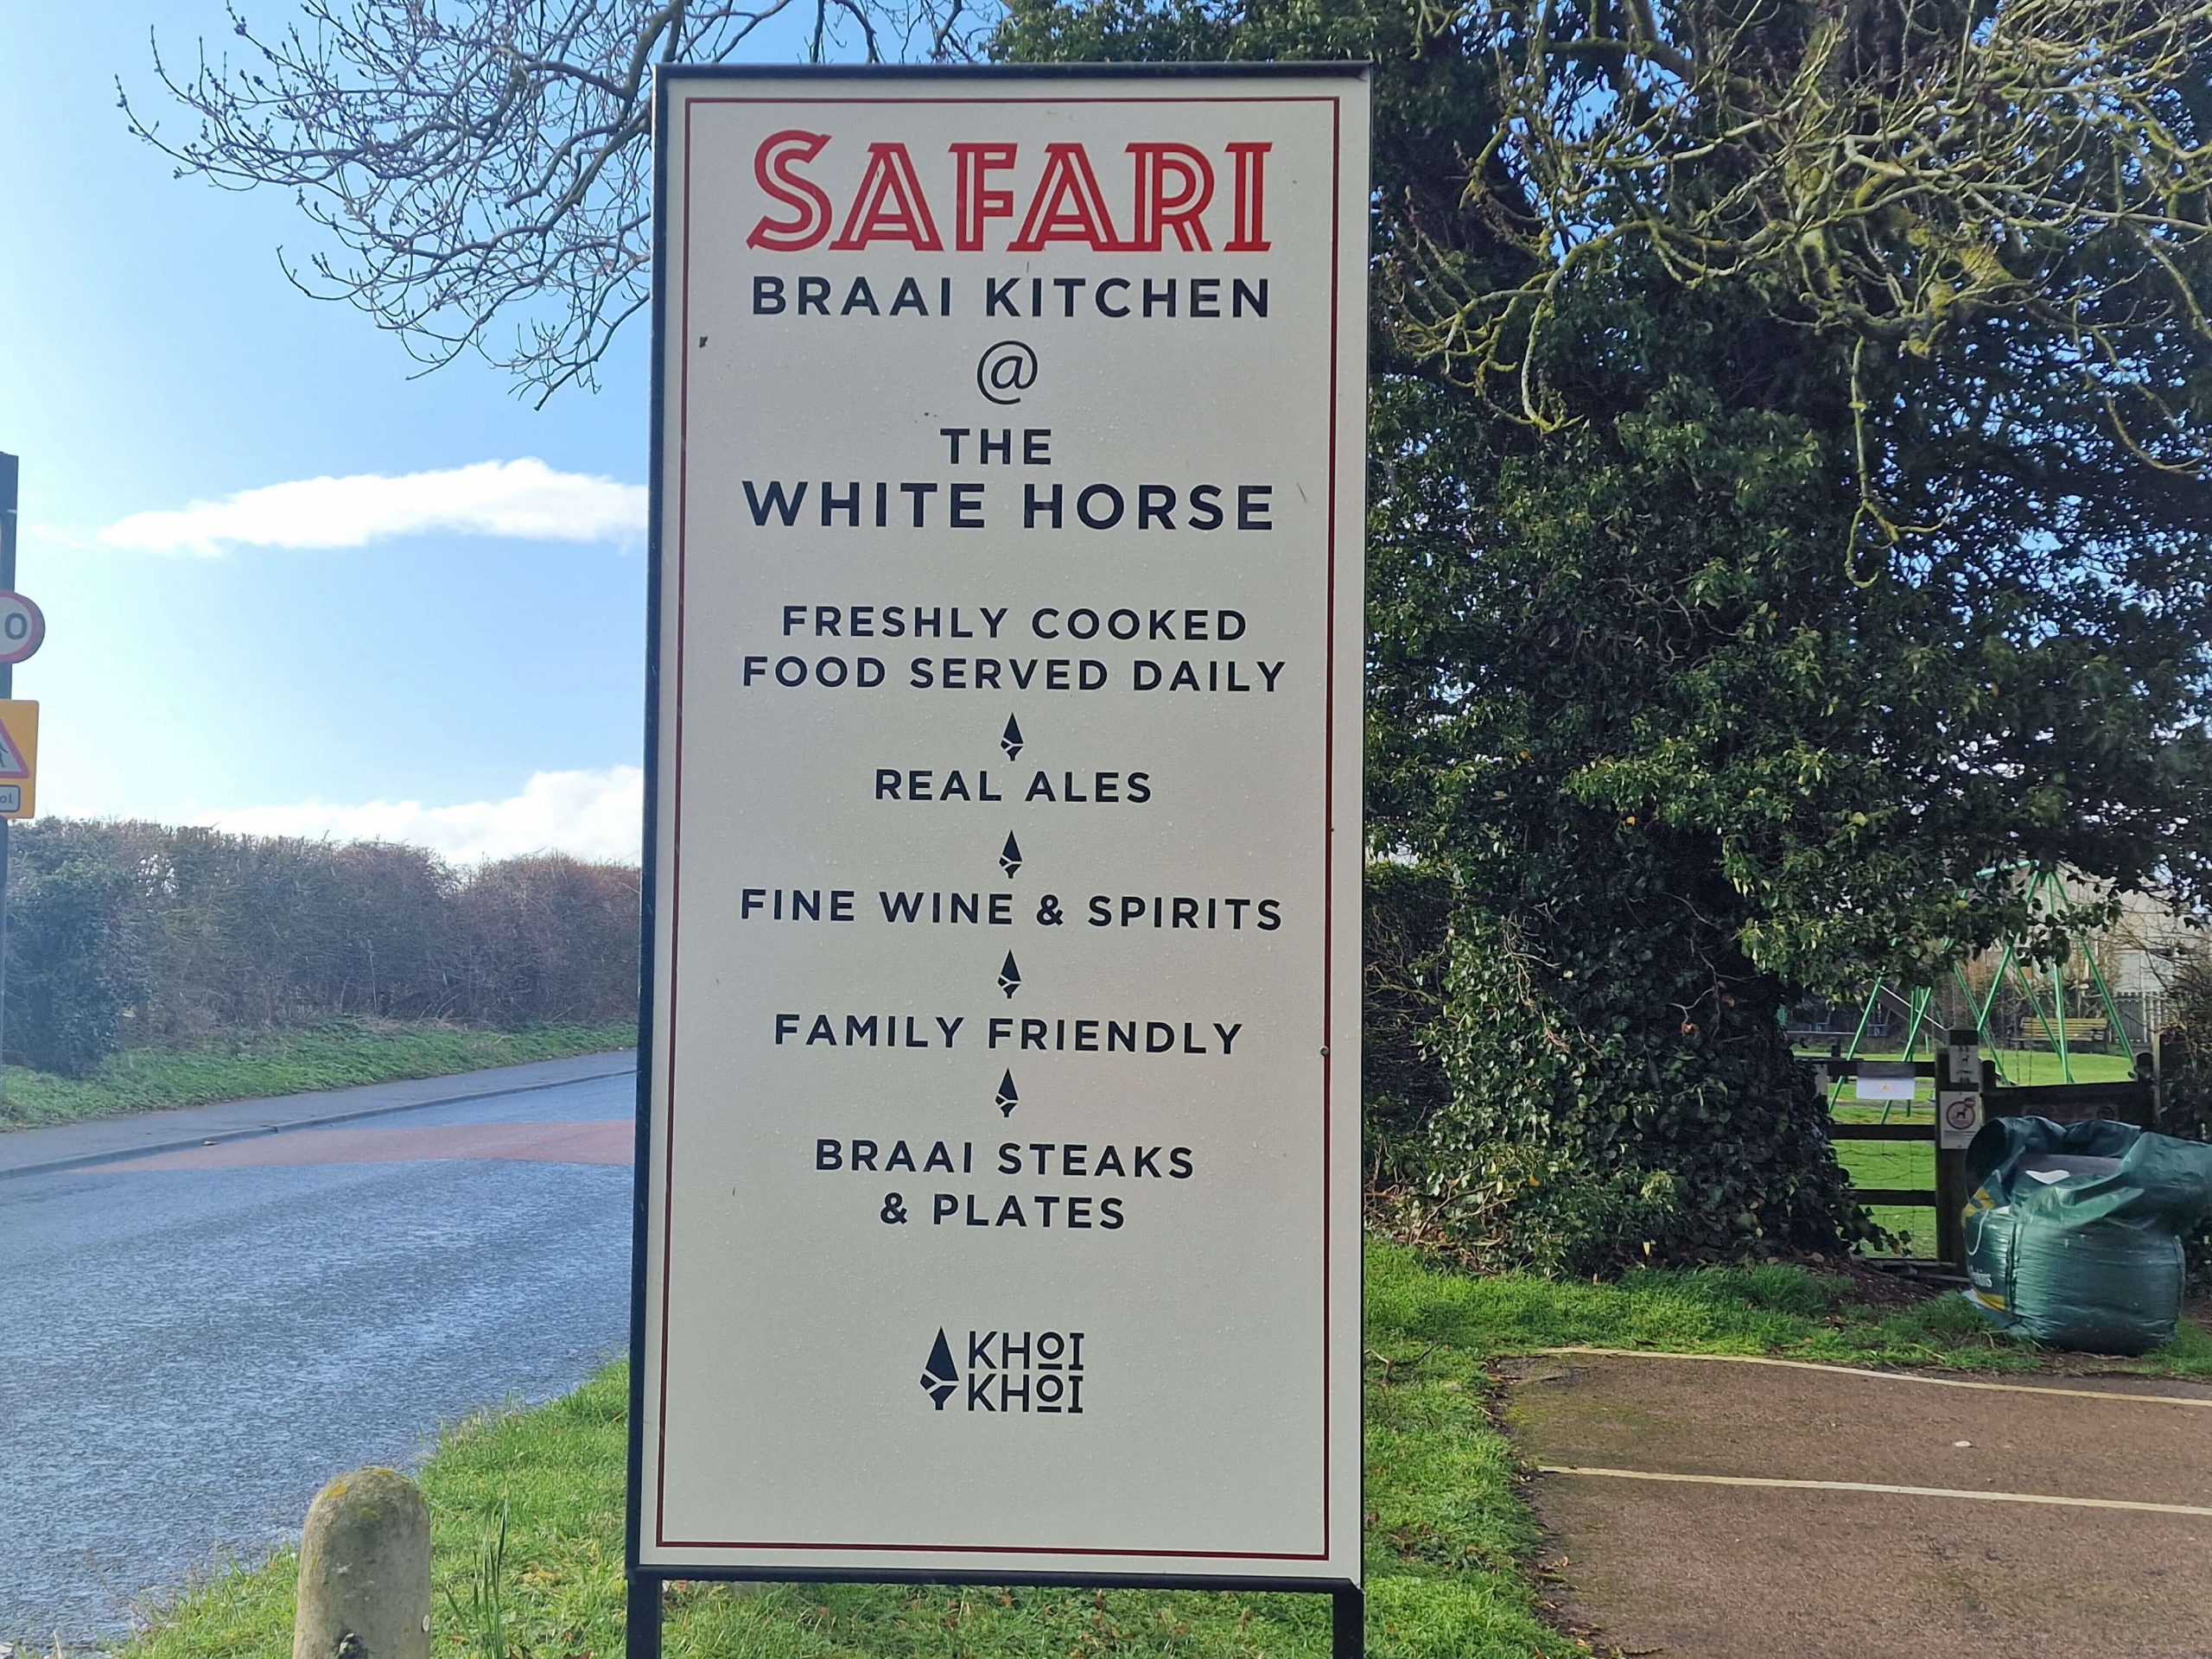 SAFARI
BRAAI KITCHEN
@
THE
WHITE HORSE
FRESHLY COOKED
FOOD SERVED DAILY
REAL ALES
FINE WINE & SPIRITS
FAMILY FRIENDLY
BRAAI STEAKS
& PLATES
KHOI
KHOI